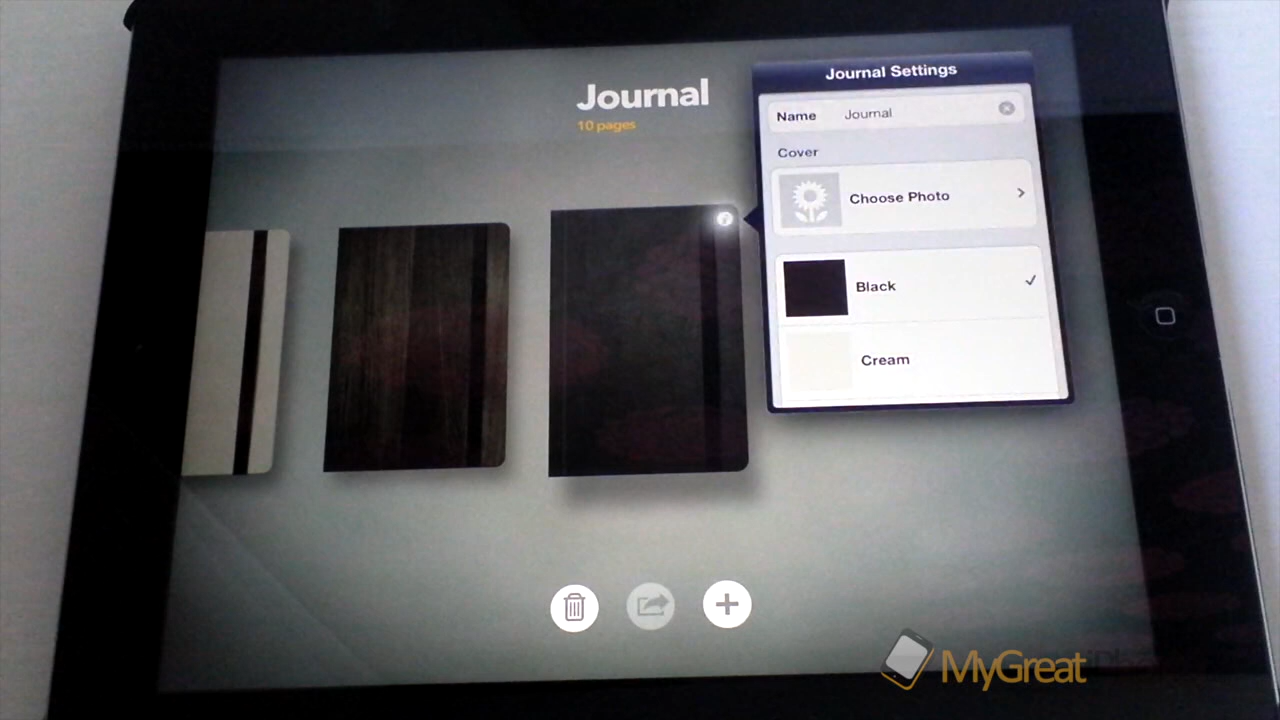 Journal
10 pages
Journal Settings
Name Journal
Cover
Choose Photo
Black
Cream
MyGreat